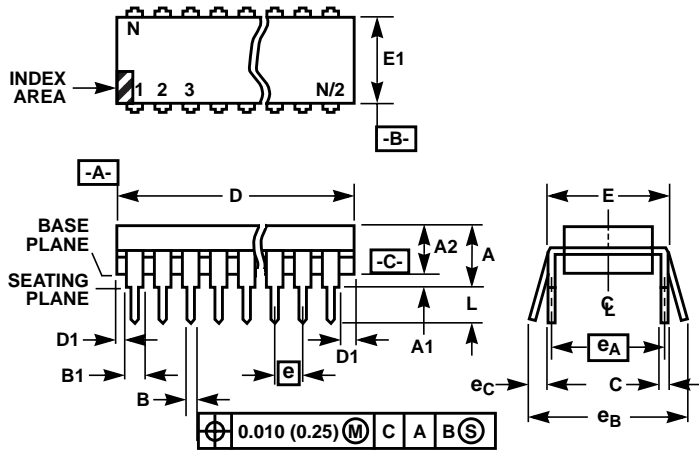 N
E1
INDEX
AREA
1 2 3 N/2
-B-
-A-
D
E
BASE
PLANE
A2
A
-C-
SEATING
PLANE
L
℄
D1
A1
D1
eA
B1
e
eC
C
B
eB
⌖ 0.010 (0.25) Ⓜ C A B Ⓢ